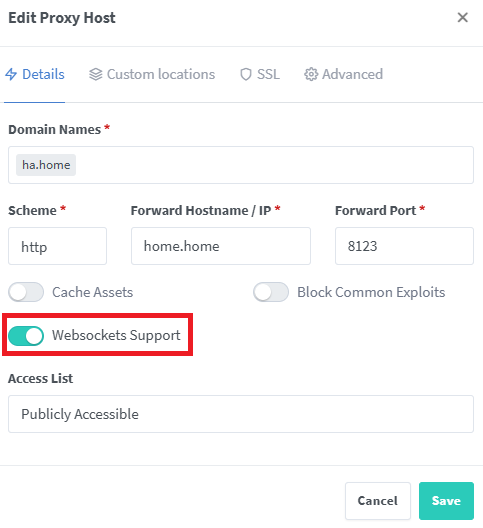 Edit Proxy Host
Details Custom locations SSL Advanced
Domain Names *
ha.home
Scheme * Forward Hostname / IP * Forward Port *
http home.home 8123
Cache Assets Block Common Exploits
Websockets Support
Access List
Publicly Accessible
Cancel Save